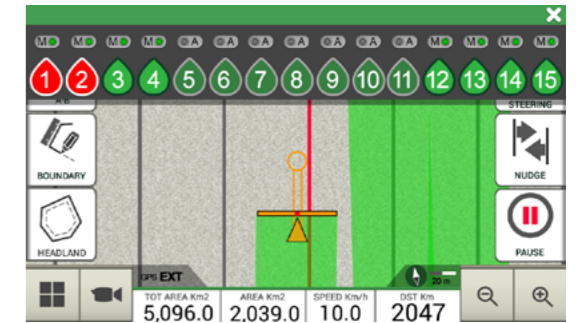 M M M M A A A A A A A M M M M
1 2 3 4 5 6 7 8 9 10 11 12 13 14 15
A-B STEERING
BOUNDARY NUDGE
HEADLAND PAUSE
GPS EXT 20 m
TOT AREA Km2 AREA Km2 SPEED Km/h DST Km
5,096.0 2,039.0 10.0 2047